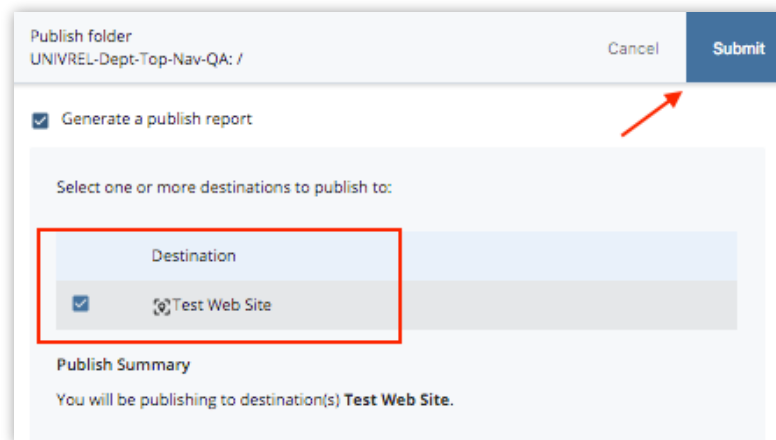 Publish folder
UNIVREL-Dept-Top-Nav-QA: /
Cancel
Submit
Generate a publish report
Select one or more destinations to publish to:
Destination
Test Web Site
Publish Summary
You will be publishing to destination(s) Test Web Site.